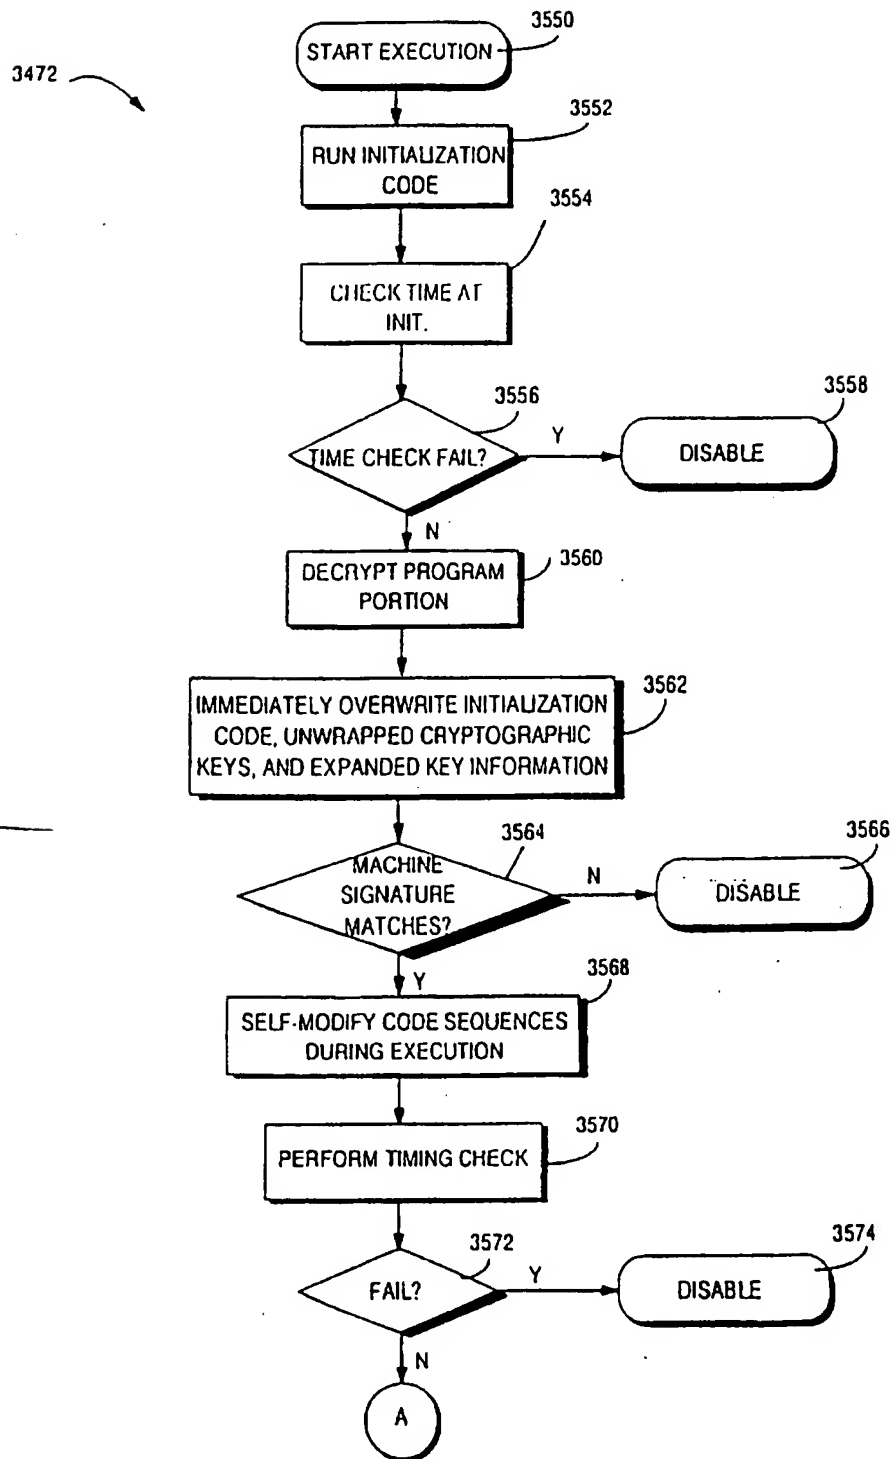 3550
START EXECUTION
3472
3552
RUN INITIALIZATION
CODE
3554
CHECK TIME AT
INIT.
3556
3558
TIME CHECK FAIL?
Y
DISABLE
N
3560
DECRYPT PROGRAM
PORTION
3562
IMMEDIATELY OVERWRITE INITIALIZATION
CODE, UNWRAPPED CRYPTOGRAPHIC
KEYS, AND EXPANDED KEY INFORMATION
3564
3566
MACHINE
SIGNATURE
MATCHES?
N
DISABLE
Y
3568
SELF-MODIFY CODE SEQUENCES
DURING EXECUTION
3570
PERFORM TIMING CHECK
3572
3574
FAIL?
Y
DISABLE
N
A